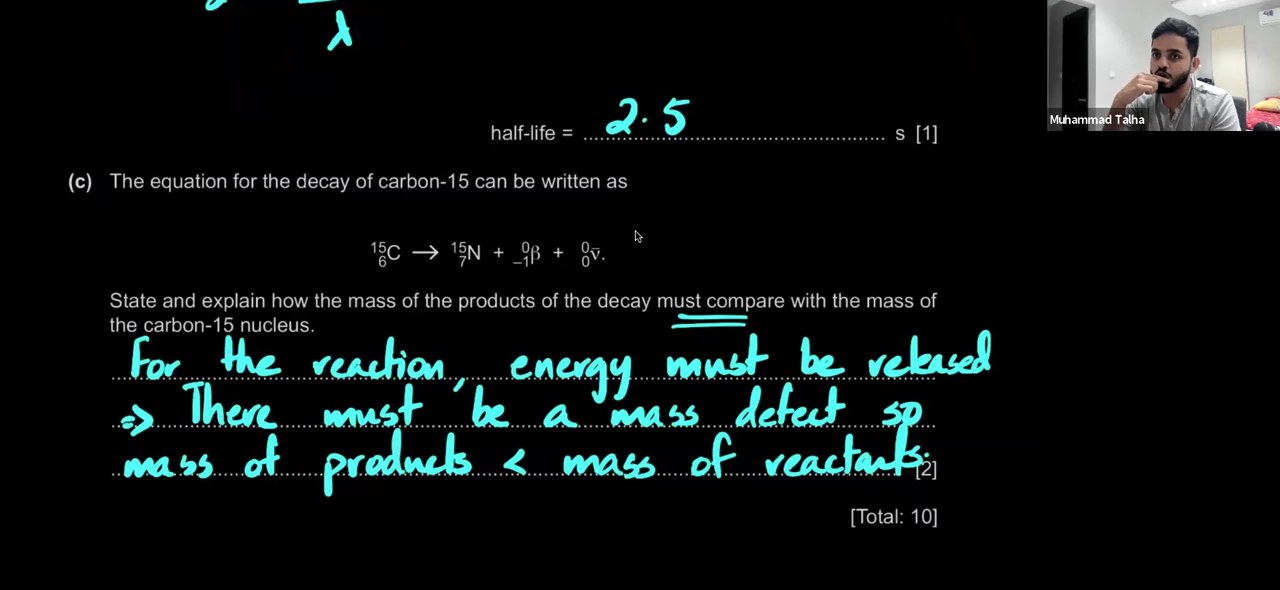 λ
half-life = 2.5 s [1]
Muhammad Talha
(c) The equation for the decay of carbon-15 can be written as
¹⁵₆C → ¹⁵₇N + ⁰₋₁β + ⁰₀ν̅.
State and explain how the mass of the products of the decay must compare with the mass of
the carbon-15 nucleus.
For the reaction, energy must be released
=> There must be a mass defect so
mass of products < mass of reactants. [2]
[Total: 10]